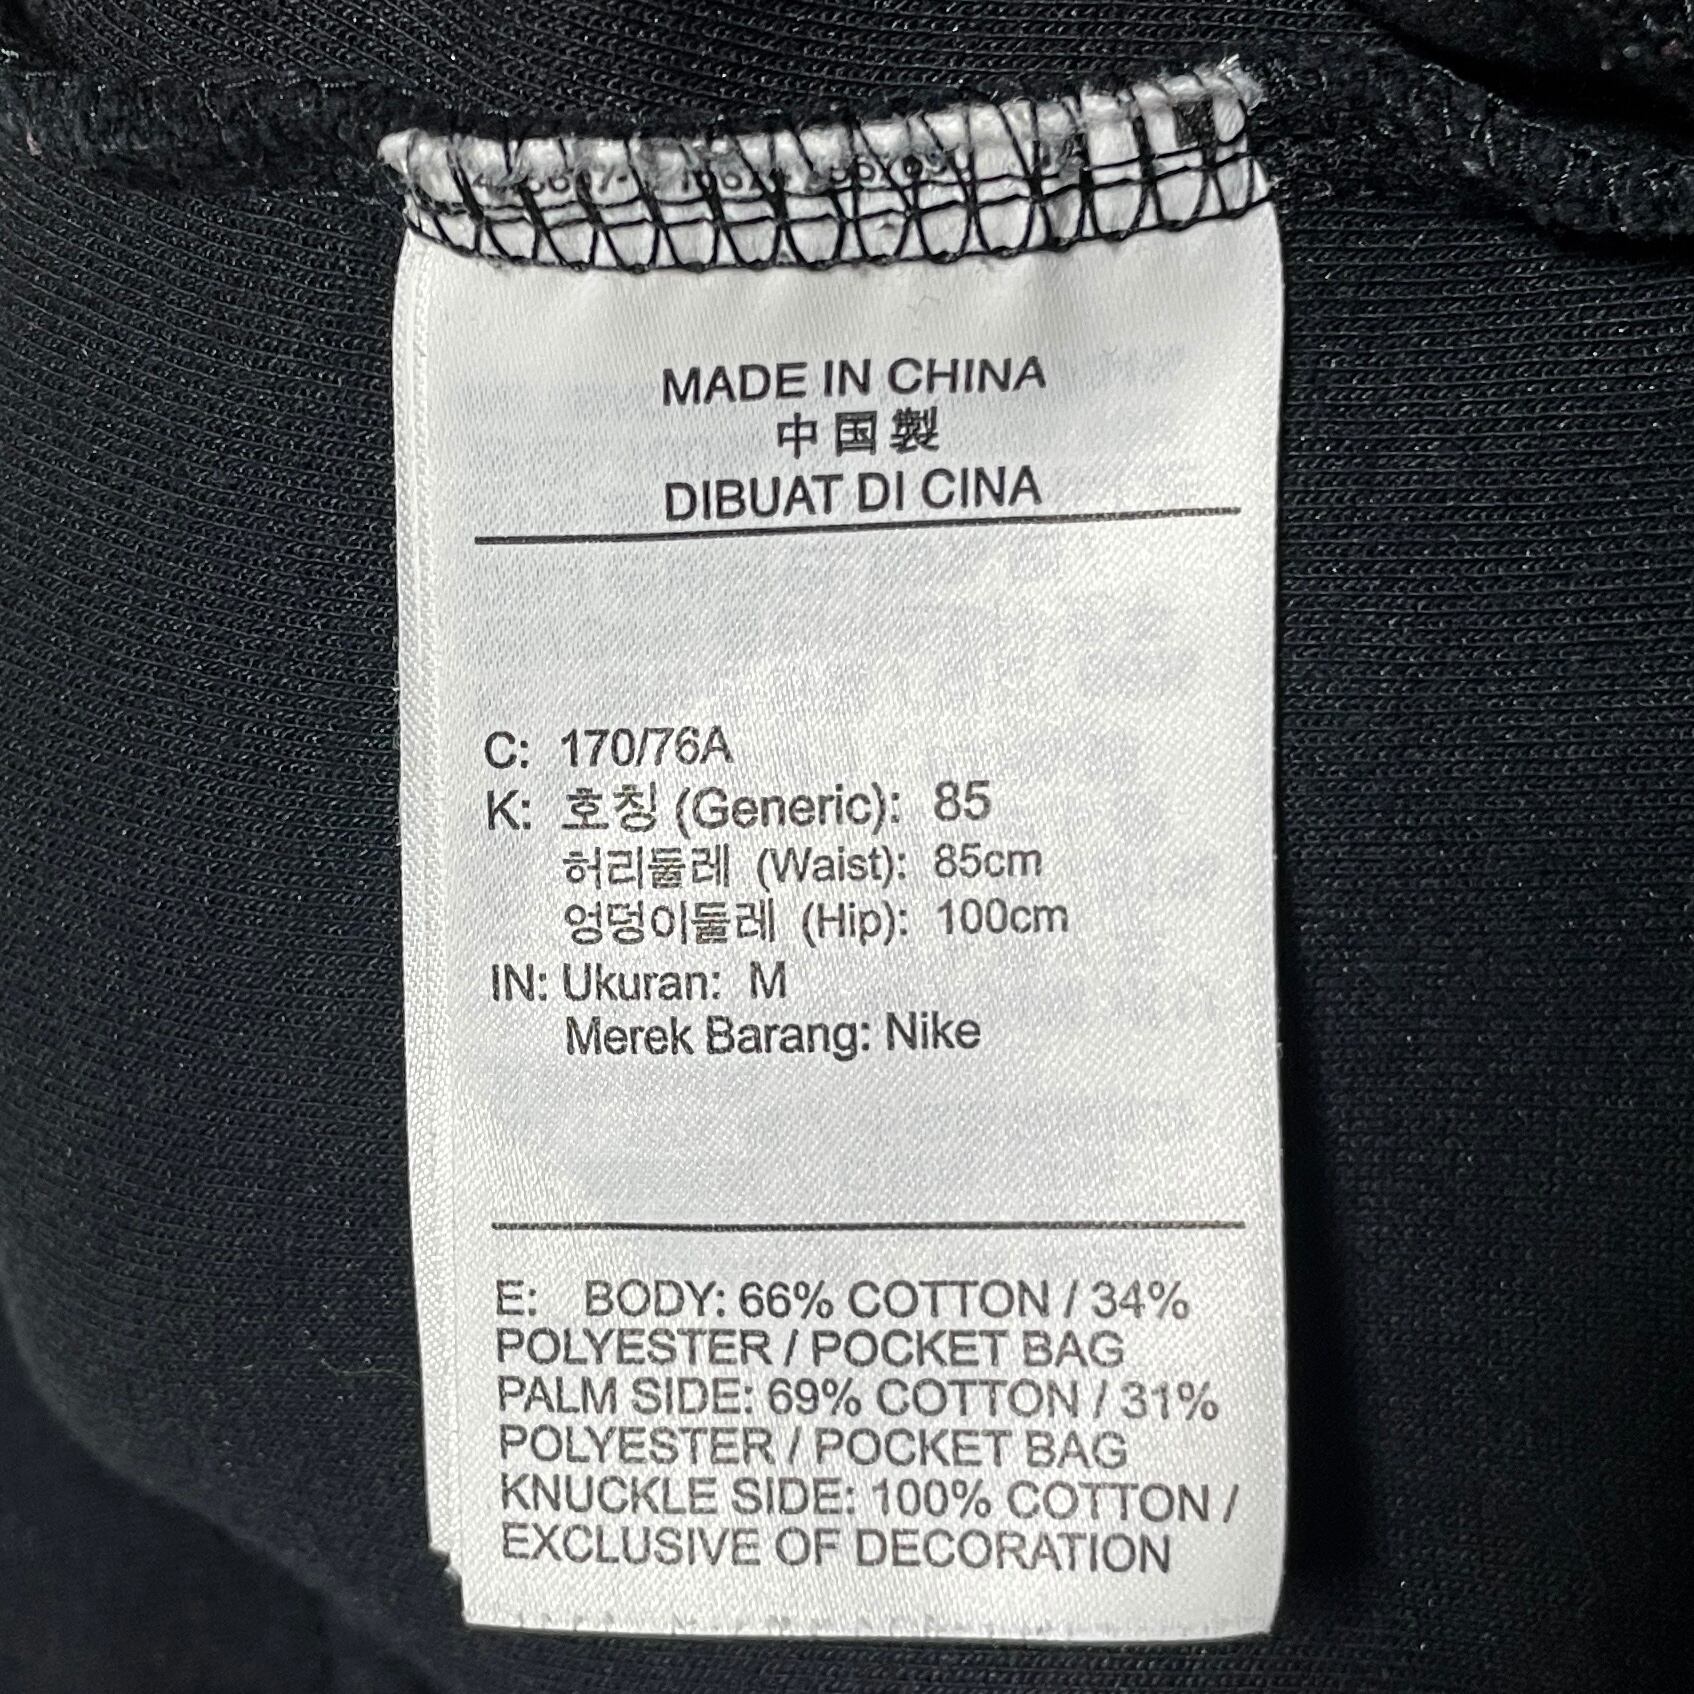 MADE IN CHINA
中国製
DIBUAT DI CINA
C: 170/76A
K: 호칭 (Generic): 85
허리둘레 (Waist): 85cm
엉덩이둘레 (Hip): 100cm
IN: Ukuran: M
Merek Barang: Nike
E: BODY: 66% COTTON / 34%
POLYESTER / POCKET BAG
PALM SIDE: 69% COTTON / 31%
POLYESTER / POCKET BAG
KNUCKLE SIDE: 100% COTTON /
EXCLUSIVE OF DECORATION